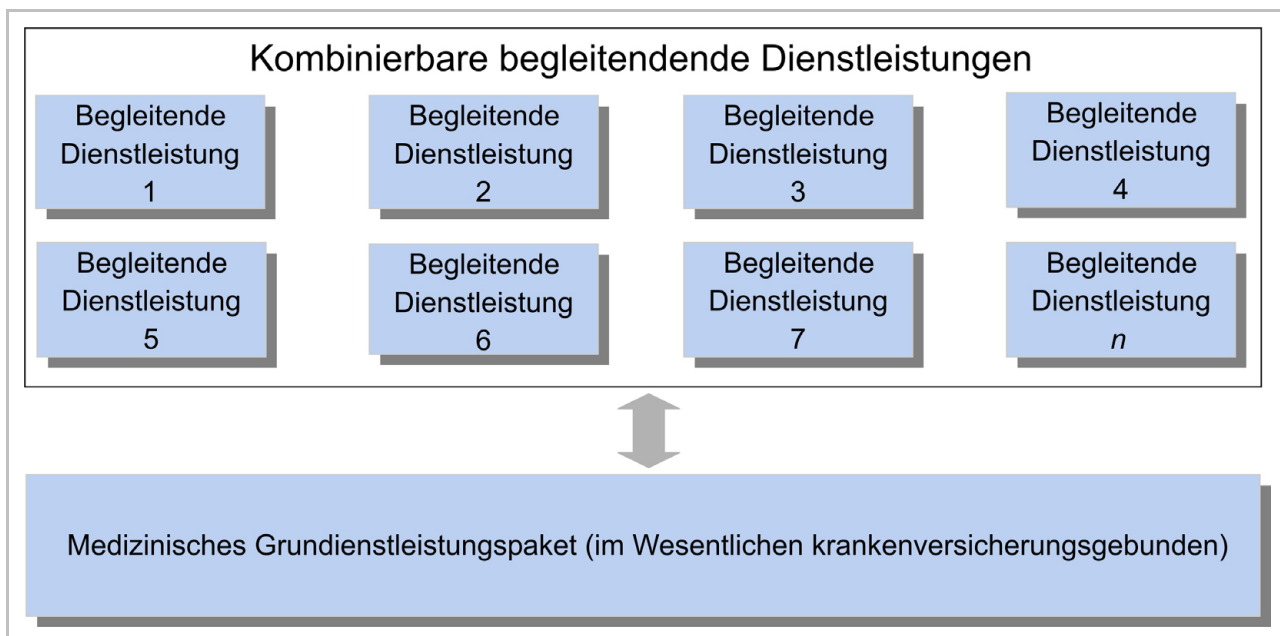 Kombinierbare begleitendende Dienstleistungen
Begleitende
Dienstleistung
1
Begleitende
Dienstleistung
2
Begleitende
Dienstleistung
3
Begleitende
Dienstleistung
4
Begleitende
Dienstleistung
5
Begleitende
Dienstleistung
6
Begleitende
Dienstleistung
7
Begleitende
Dienstleistung
n
Medizinisches Grundienstleistungspaket (im Wesentlichen krankenversicherungsgebunden)